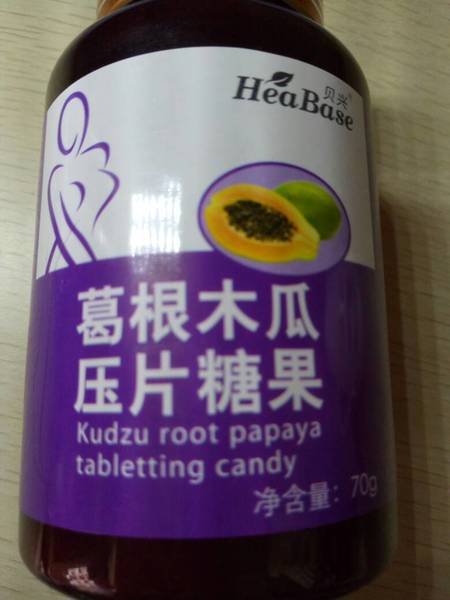 贝兴
HeaBase
葛根木瓜
压片糖果
Kudzu root papaya
tabletting candy
净含量：70g